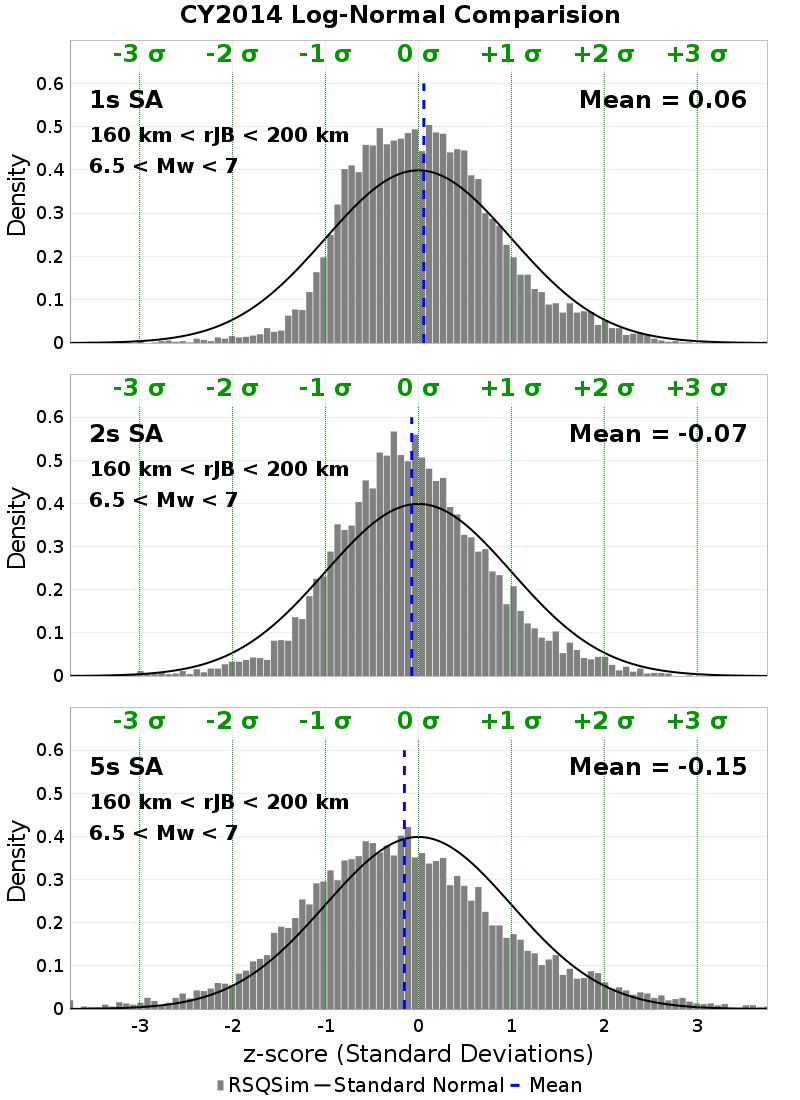 CY2014 Log-Normal Comparision
-3 σ -2 σ -1 σ 0 σ +1 σ +2 σ +3 σ
0.6
1s SA Mean = 0.06
0.5
160 km < rJB < 200 km
6.5 < Mw < 7
0.4
Density
0.3
0.2
0.1
0
-3 σ -2 σ -1 σ 0 σ +1 σ +2 σ +3 σ
0.6
2s SA Mean = -0.07
0.5
160 km < rJB < 200 km
6.5 < Mw < 7
0.4
Density
0.3
0.2
0.1
0
-3 σ -2 σ -1 σ 0 σ +1 σ +2 σ +3 σ
0.6
5s SA Mean = -0.15
0.5
160 km < rJB < 200 km
6.5 < Mw < 7
0.4
Density
0.3
0.2
0.1
0
-3 -2 -1 0 1 2 3
z-score (Standard Deviations)
RSQSim Standard Normal Mean